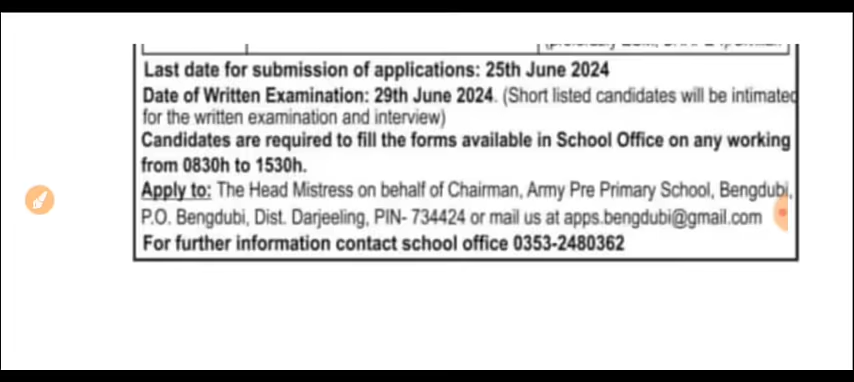 Last date for submission of applications: 25th June 2024
Date of Written Examination: 29th June 2024. (Short listed candidates will be intimated
for the written examination and interview)
Candidates are required to fill the forms available in School Office on any working
from 0830h to 1530h.
Apply to: The Head Mistress on behalf of Chairman, Army Pre Primary School, Bengdubi,
P.O. Bengdubi, Dist. Darjeeling, PIN- 734424 or mail us at apps.bengdubi@gmail.com
For further information contact school office 0353-2480362